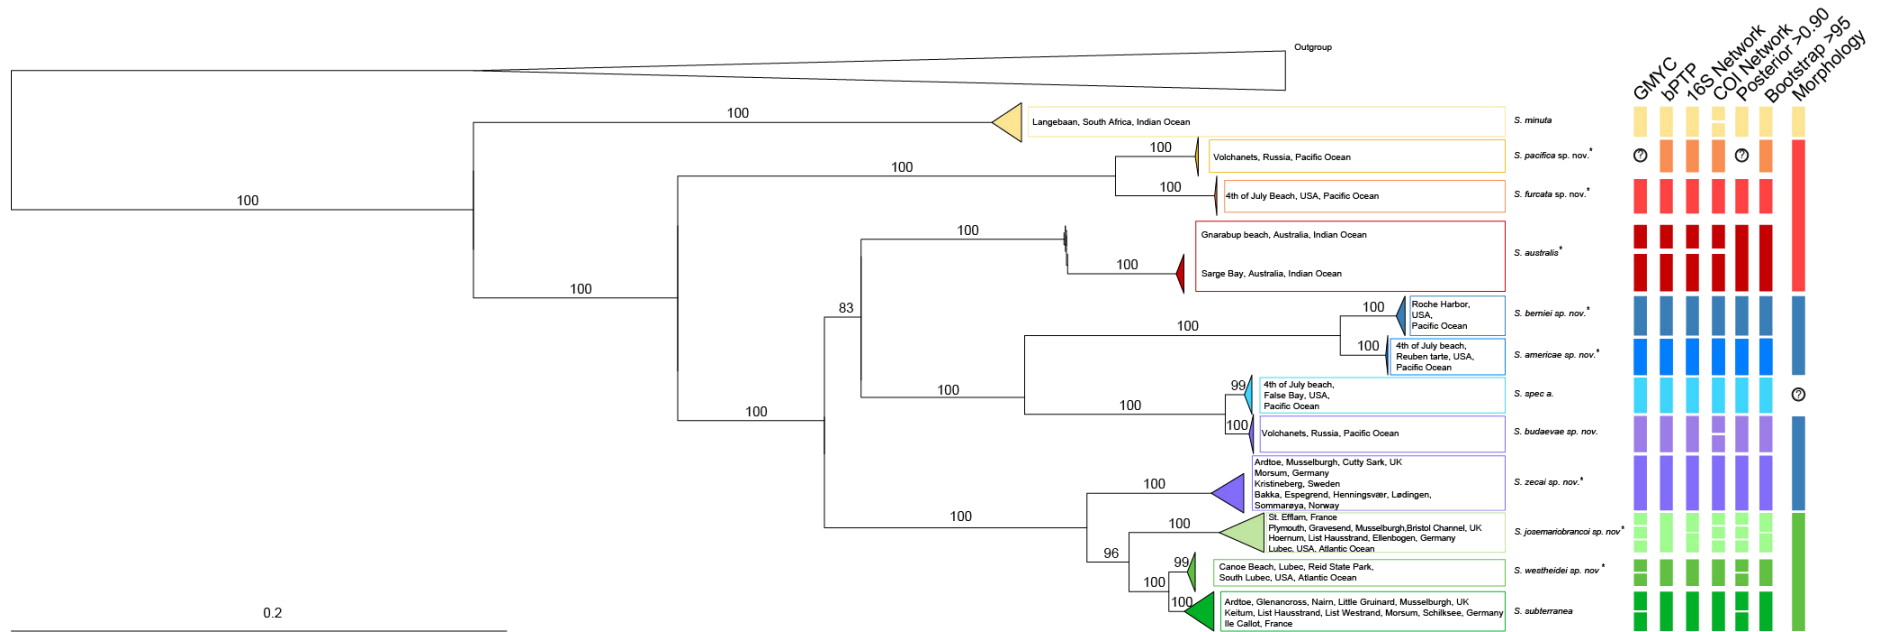 Outgroup
GMYC
bPTP
16S Network
COI Network
Posterior >0.90
Bootstrap >95
Morphology
100
Langebaan, South Africa, Indian Ocean
S. minuta
100
Volchanets, Russia, Pacific Ocean
S. pacifica sp. nov.*
?
?
100
100
4th of July Beach, USA, Pacific Ocean
S. furcata sp. nov.*
100
100
Gnarabup beach, Australia, Indian Ocean
Sarge Bay, Australia, Indian Ocean
S. australis*
100
100
83
100
Roche Harbor,
USA,
Pacific Ocean
S. berniei sp. nov.*
100
100
4th of July beach,
Reuben tarte, USA,
Pacific Ocean
S. americae sp. nov.*
100
99
4th of July beach,
False Bay, USA,
Pacific Ocean
S. spec a.
?
100
100
100
Volchanets, Russia, Pacific Ocean
S. budaevae sp. nov.
100
Ardtoe, Musselburgh, Cutty Sark, UK
Morsum, Germany
Kristineberg, Sweden
Bakka, Espegrend, Henningsvær, Lødingen,
Sommarøya, Norway
S. zecai sp. nov.*
100
100
St. Efflam, France
Plymouth, Gravesend, Musselburgh,Bristol Channel, UK
Hoernum, List Hausstrand, Ellenbogen, Germany
Lubec, USA, Atlantic Ocean
S. josemariobrancoi sp. nov*
96
99
Canoe Beach, Lubec, Reid State Park,
South Lubec, USA, Atlantic Ocean
S. westheidei sp. nov *
100
100
Ardtoe, Glenancross, Nairn, Little Gruinard, Musselburgh, UK
Keitum, List Hausstrand, List Westrand, Morsum, Schilksee, Germany
Ile Callot, France
S. subterranea
0.2